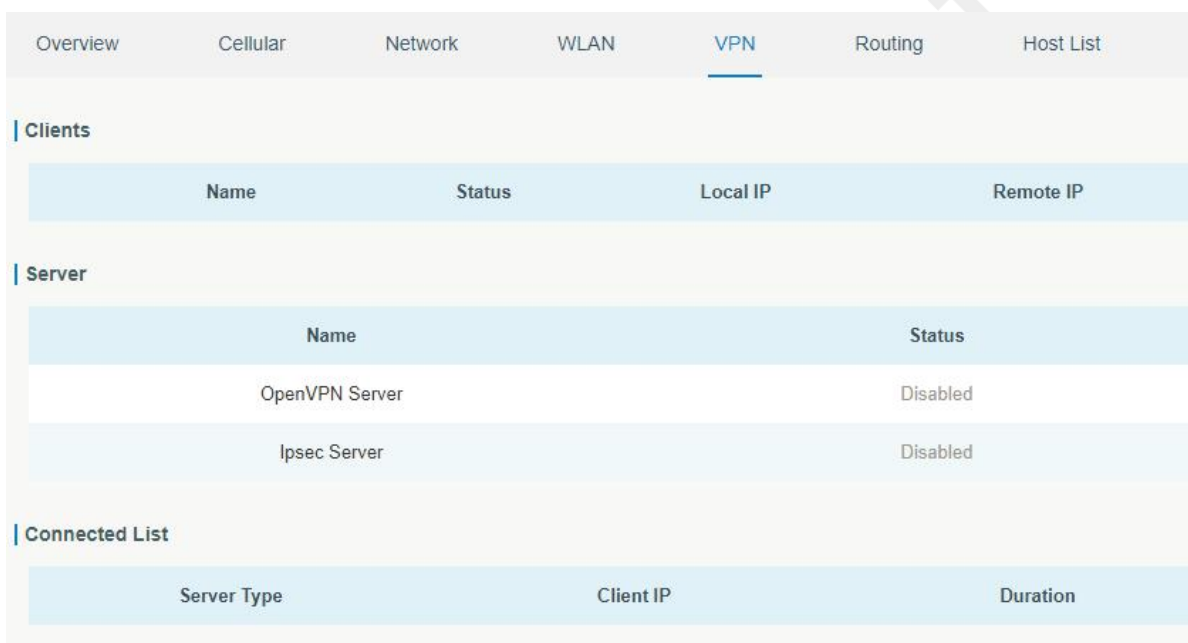 Overview Cellular Network WLAN VPN Routing Host List
Clients
Name Status Local IP Remote IP
Server
Name Status
OpenVPN Server Disabled
Ipsec Server Disabled
Connected List
Server Type Client IP Duration